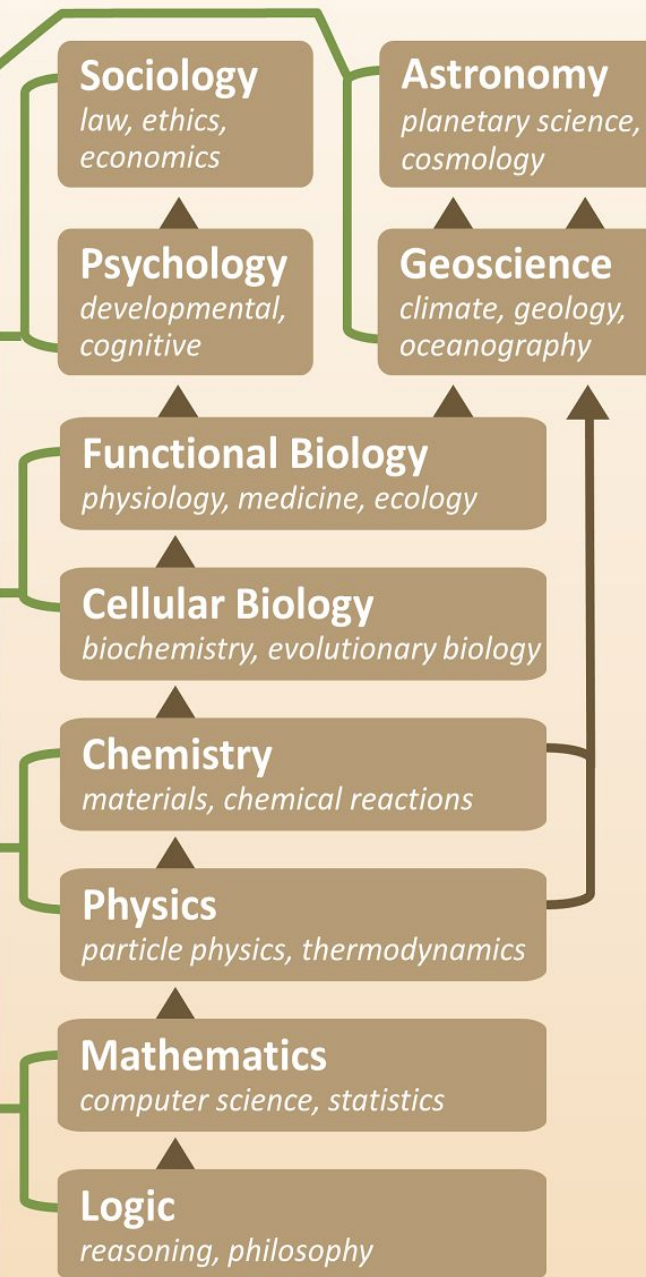 Sociology
law, ethics,
economics
Astronomy
planetary science,
cosmology
Psychology
developmental,
cognitive
Geoscience
climate, geology,
oceanography
Functional Biology
physiology, medicine, ecology
Cellular Biology
biochemistry, evolutionary biology
Chemistry
materials, chemical reactions
Physics
particle physics, thermodynamics
Mathematics
computer science, statistics
Logic
reasoning, philosophy